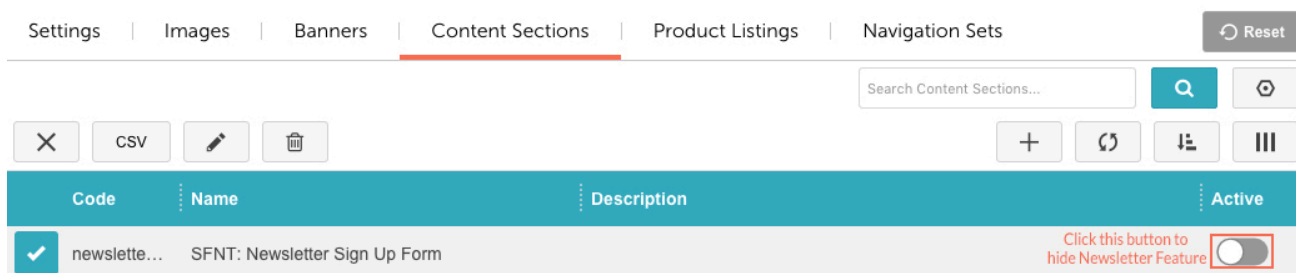 Settings Images Banners Content Sections Product Listings Navigation Sets Reset
Search Content Sections...
CSV
Code Name Description Active
newslette... SFNT: Newsletter Sign Up Form
Click this button to
hide Newsletter Feature